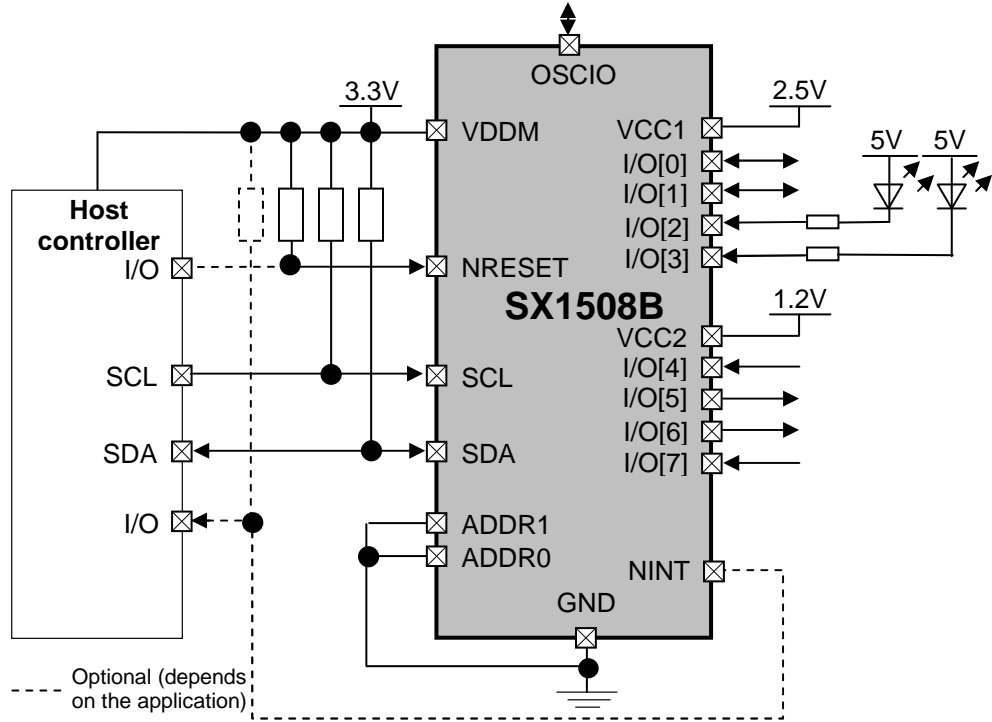 OSCIO
3.3V
2.5V
VDDM
VCC1
5V
5V
I/O[0]
I/O[1]
Host
controller
I/O[2]
I/O
NRESET
I/O[3]
SX1508B
1.2V
VCC2
SCL
SCL
I/O[4]
I/O[5]
I/O[6]
SDA
SDA
I/O[7]
I/O
ADDR1
ADDR0
NINT
GND
Optional (depends
on the application)